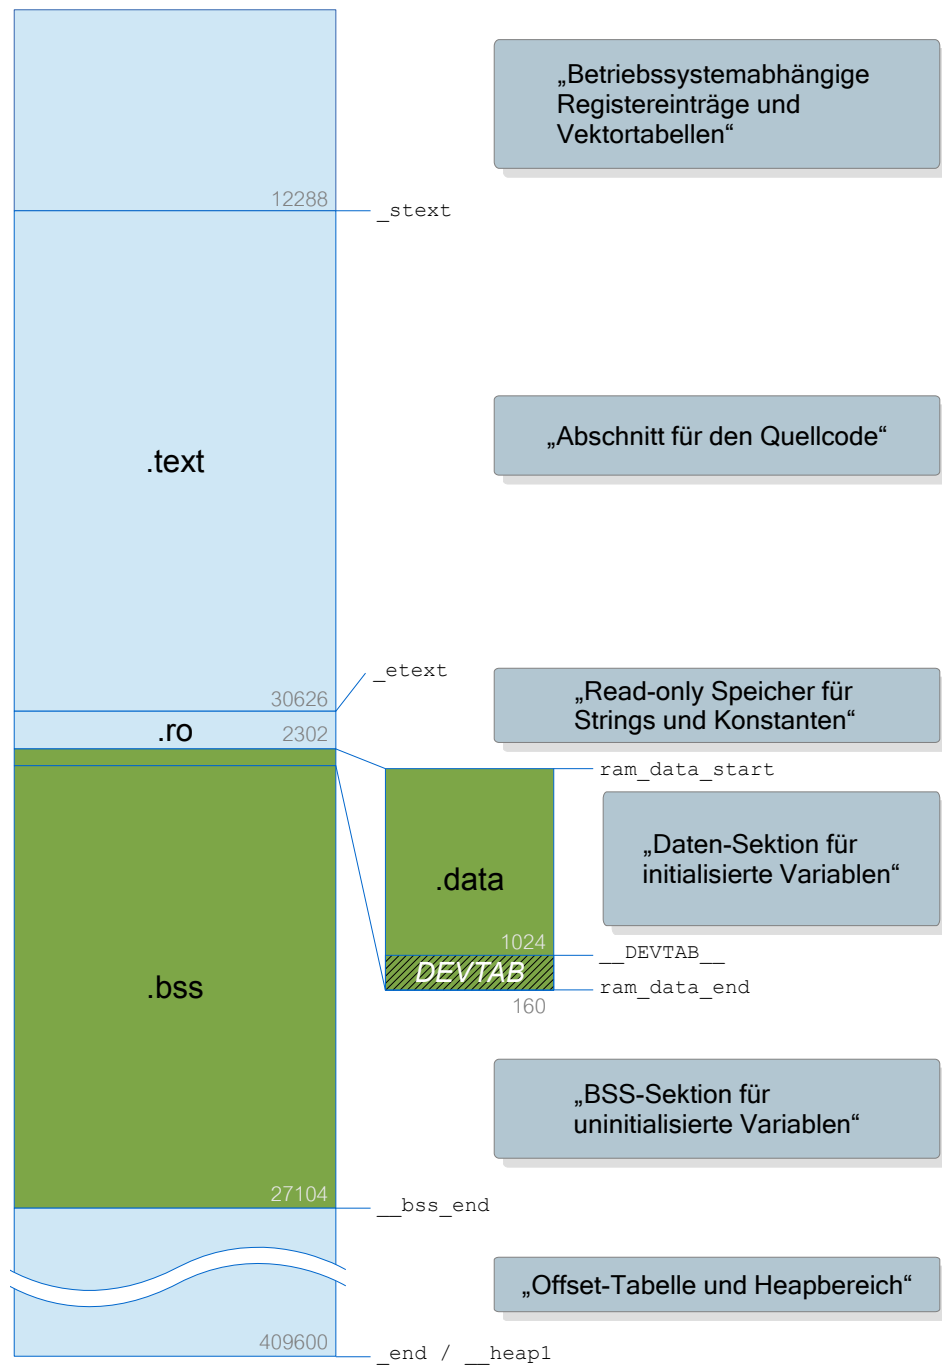 „Betriebssystemabhängige
Registereinträge und
Vektortabellen“
12288
_stext
„Abschnitt für den Quellcode“
.text
_etext
30626
„Read-only Speicher für
Strings und Konstanten“
.ro
2302
ram_data_start
„Daten-Sektion für
initialisierte Variablen“
.data
1024
__DEVTAB__
DEVTAB
ram_data_end
160
.bss
„BSS-Sektion für
uninitialisierte Variablen“
27104
__bss_end
„Offset-Tabelle und Heapbereich“
409600
_end / __heap1